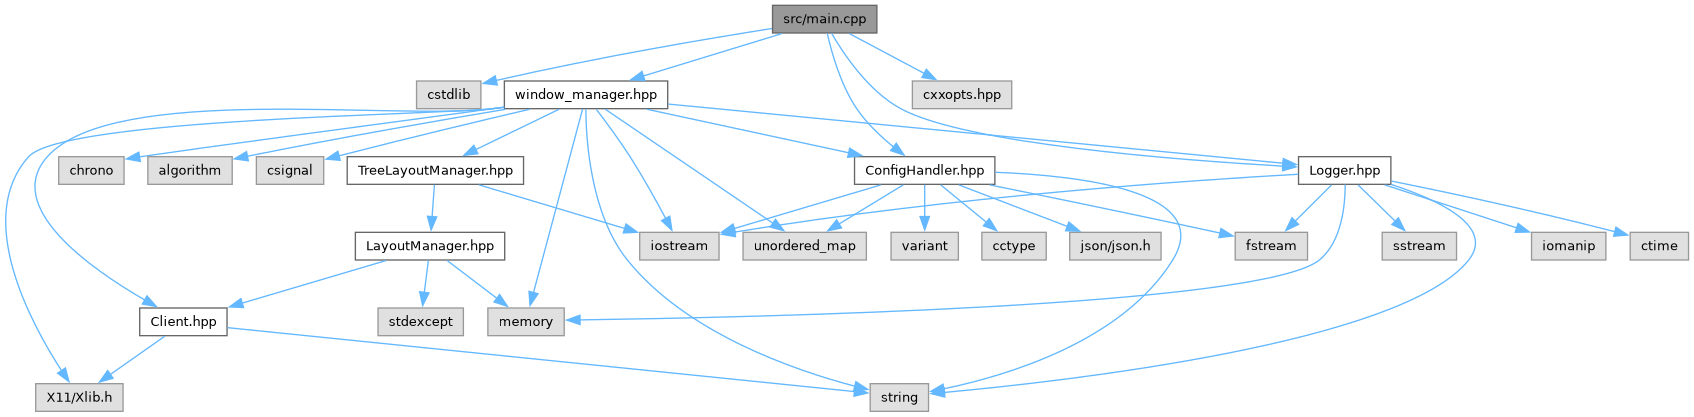 src/main.cpp
cstdlib
window_manager.hpp
cxxopts.hpp
chrono
algorithm
csignal
TreeLayoutManager.hpp
ConfigHandler.hpp
Logger.hpp
LayoutManager.hpp
iostream
unordered_map
variant
cctype
json/json.h
fstream
sstream
iomanip
ctime
Client.hpp
stdexcept
memory
X11/Xlib.h
string